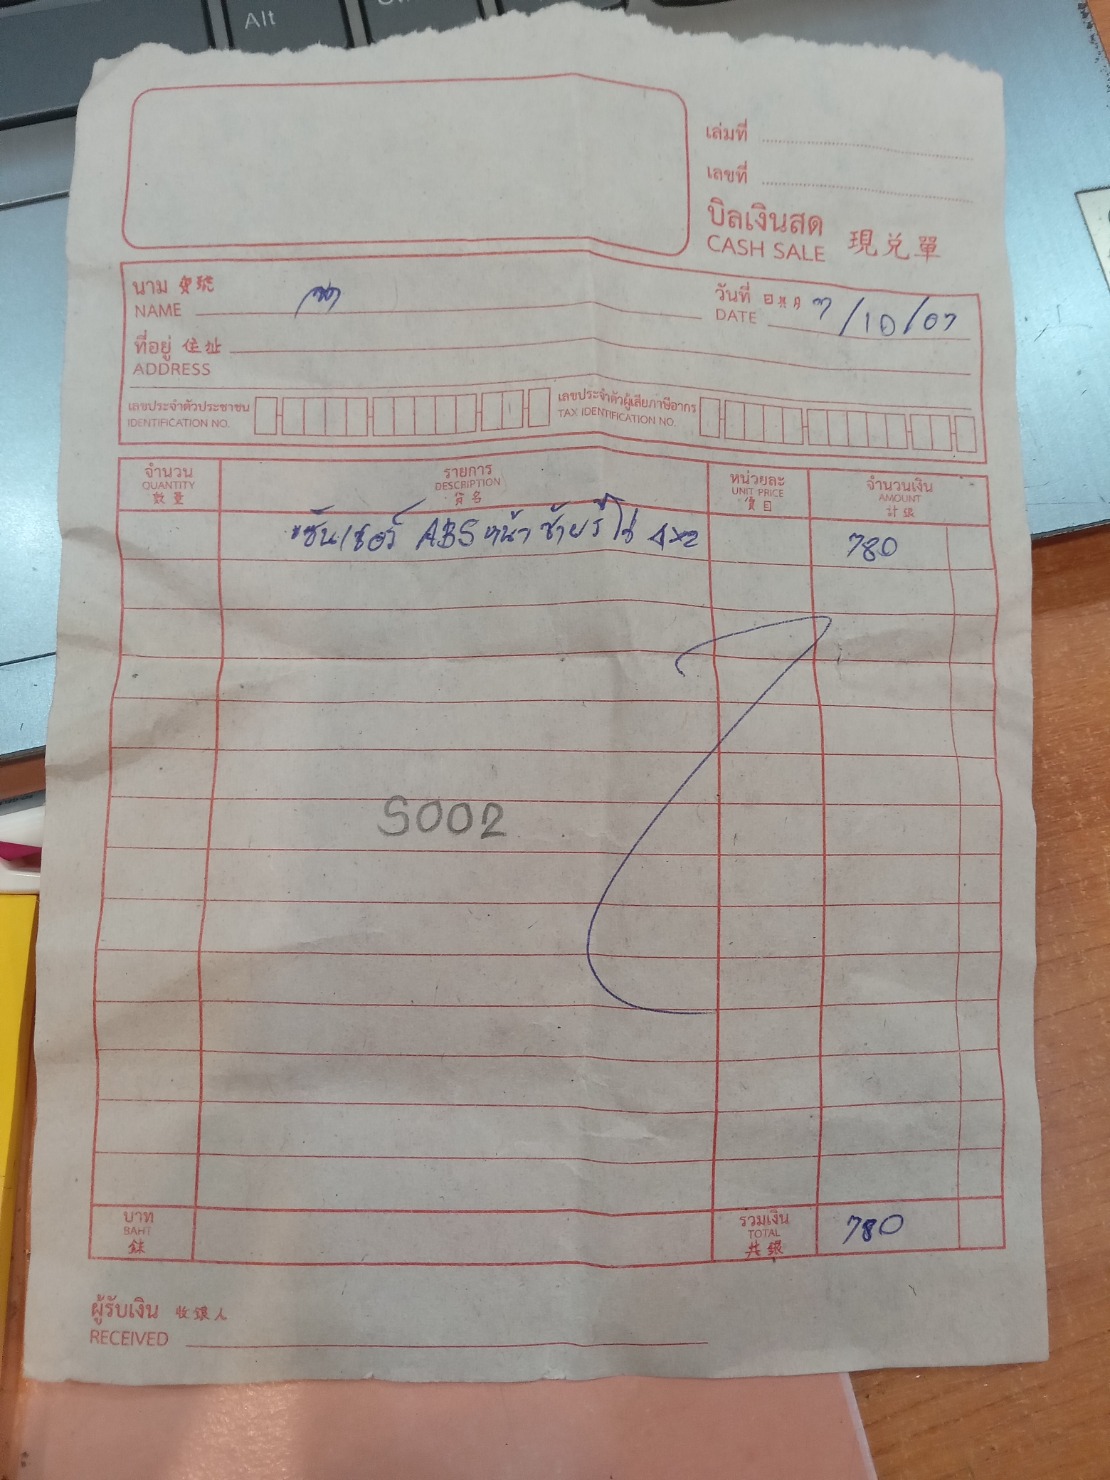 Alt
เล่มที่
เลขที่
บิลเงินสด
CASH SALE 現兑單
นาม 寶號
NAME
วันที่ 日期月 7/10/07
DATE
ที่อยู่ 住址
ADDRESS
เลขประจำตัวประชาชน
IDENTIFICATION NO.
เลขประจำตัวผู้เสียภาษีอากร
TAX IDENTIFICATION NO.
จำนวน รายการ หน่วยละ จำนวนเงิน
QUANTITY DESCRIPTION UNIT PRICE AMOUNT
數量 貨名 價目 計銀
เซ็นเซอร์ ABS หน้า ซ้าย รีโว่ 4x2 780
S002
บาท รวมเงิน 780
BAHT TOTAL
銖 共銀
ผู้รับเงิน 收銀人
RECEIVED